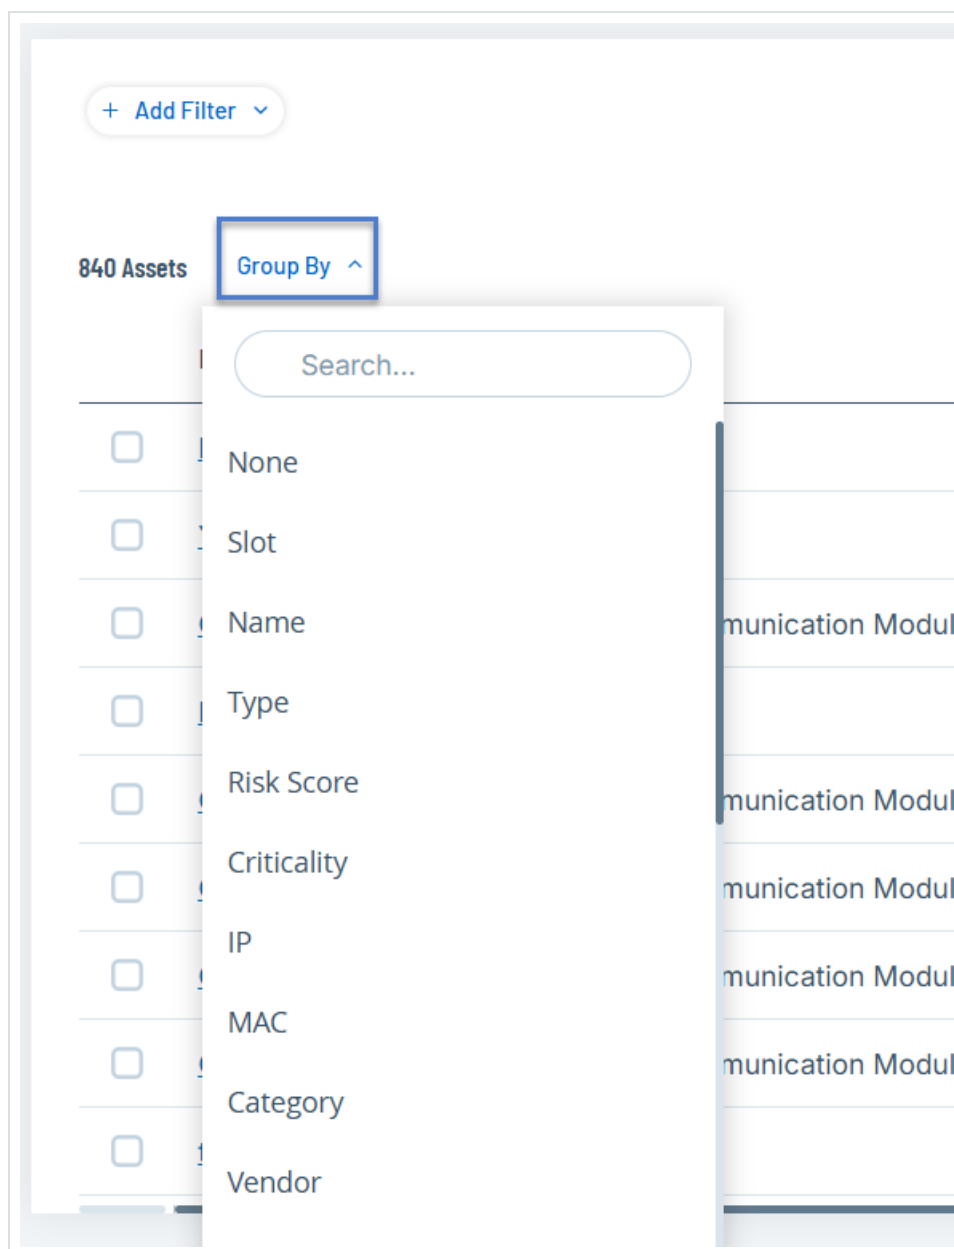 + Add Filter
840 Assets
Group By
Search...
None
Slot
Name
munication Modul
Type
Risk Score
munication Modul
Criticality
munication Modul
IP
munication Modul
MAC
munication Modul
Category
Vendor